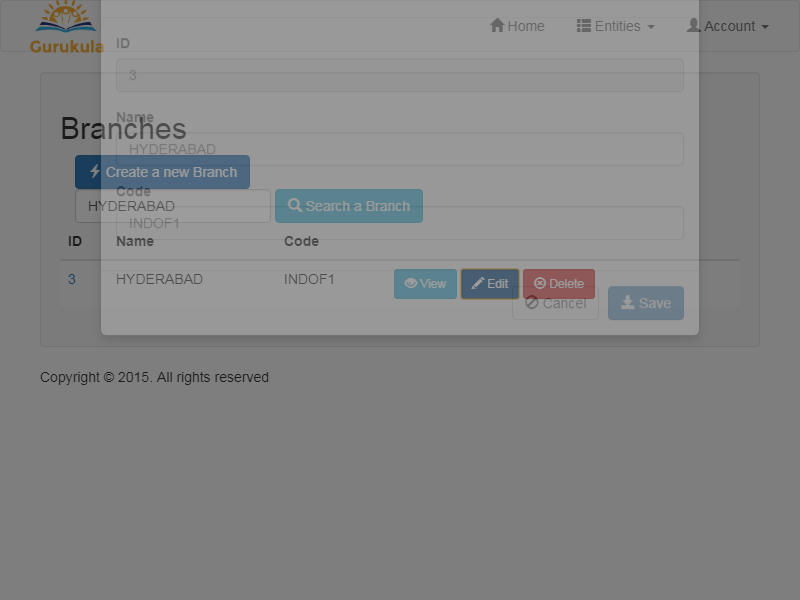 Gurukula
Home Entities Account
ID
3
Name
Branches
HYDERABAD
Create a new Branch
Code
HYDERABAD Search a Branch
INDOF1
ID Name Code
3 HYDERABAD INDOF1 View Edit Delete
Cancel Save
Copyright © 2015. All rights reserved